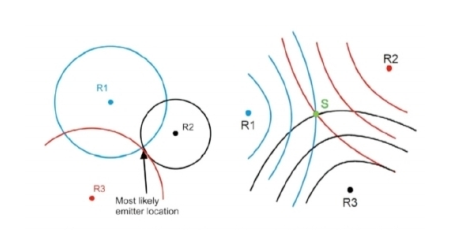 R1
R2
R3
Most likely
emitter location
R2
S
R1
R3